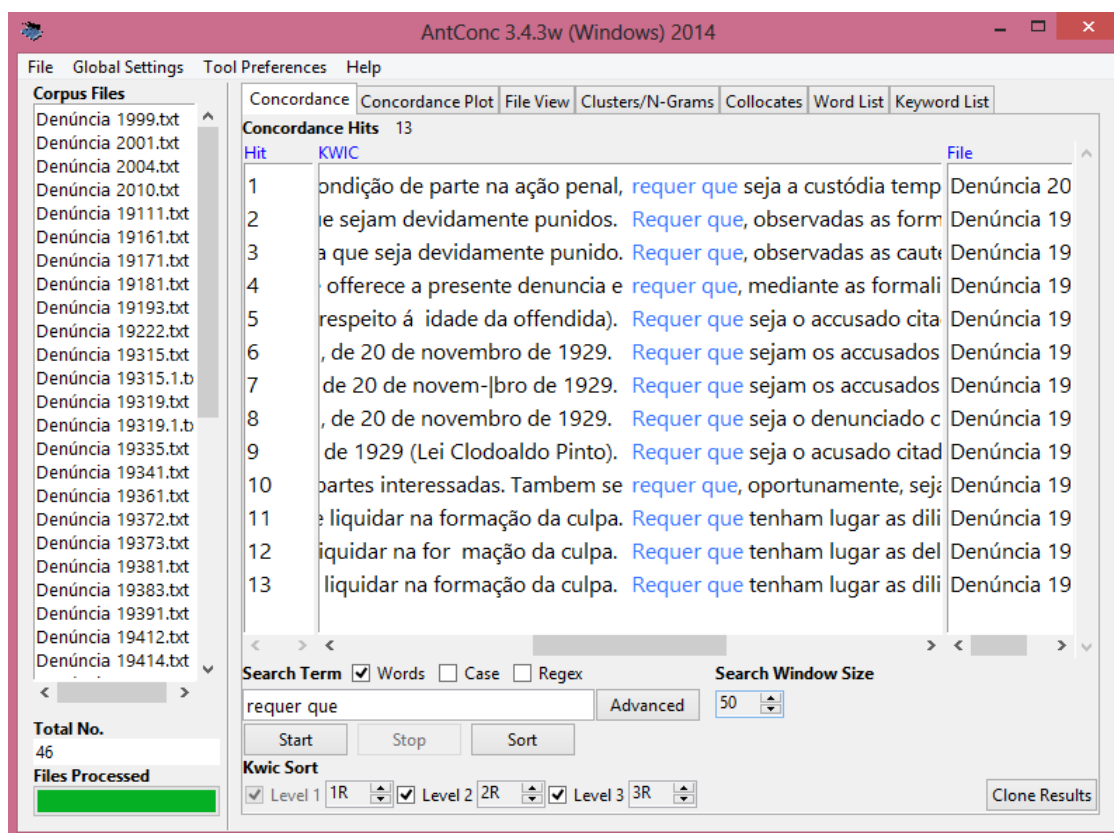 AntConc 3.4.3w (Windows) 2014
File Global Settings Tool Preferences Help
Corpus Files
Denúncia 1999.txt
Denúncia 2001.txt
Denúncia 2004.txt
Denúncia 2010.txt
Denúncia 19111.txt
Denúncia 19161.txt
Denúncia 19171.txt
Denúncia 19181.txt
Denúncia 19193.txt
Denúncia 19222.txt
Denúncia 19315.txt
Denúncia 19315.1.t
Denúncia 19319.txt
Denúncia 19319.1.t
Denúncia 19335.txt
Denúncia 19341.txt
Denúncia 19361.txt
Denúncia 19372.txt
Denúncia 19373.txt
Denúncia 19381.txt
Denúncia 19383.txt
Denúncia 19391.txt
Denúncia 19412.txt
Denúncia 19414.txt
Total No.
46
Files Processed
Concordance Concordance Plot File View Clusters/N-Grams Collocates Word List Keyword List
Concordance Hits 13
Hit KWIC File
1 ondição de parte na ação penal, requer que seja a custódia temp Denúncia 20
2 e sejam devidamente punidos. Requer que, observadas as form Denúncia 19
3 a que seja devidamente punido. Requer que, observadas as caute Denúncia 19
4 offerece a presente denuncia e requer que, mediante as formali Denúncia 19
5 respeito á idade da offendida). Requer que seja o accusado cita Denúncia 19
6 , de 20 de novembro de 1929. Requer que sejam os accusados Denúncia 19
7 de 20 de novem-|bro de 1929. Requer que sejam os accusados Denúncia 19
8 , de 20 de novembro de 1929. Requer que seja o denunciado c Denúncia 19
9 de 1929 (Lei Clodoaldo Pinto). Requer que seja o acusado citad Denúncia 19
10 partes interessadas. Tambem se requer que, oportunamente, seja Denúncia 19
11 e liquidar na formação da culpa. Requer que tenham lugar as dili Denúncia 19
12 iquidar na for mação da culpa. Requer que tenham lugar as del Denúncia 19
13 liquidar na formação da culpa. Requer que tenham lugar as dili Denúncia 19
Search Term Words Case Regex Search Window Size
requer que Advanced 50
Start Stop Sort
Kwic Sort
Level 1 1R Level 2 2R Level 3 3R Clone Results